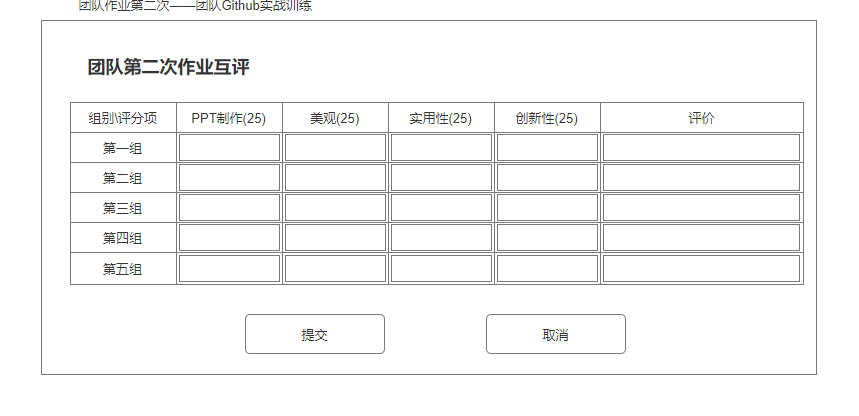 团队作业第二次——团队Github实战训练
团队第二次作业互评
组别\评分项 PPT制作(25) 美观(25) 实用性(25) 创新性(25) 评价
第一组
第二组
第三组
第四组
第五组
提交 取消